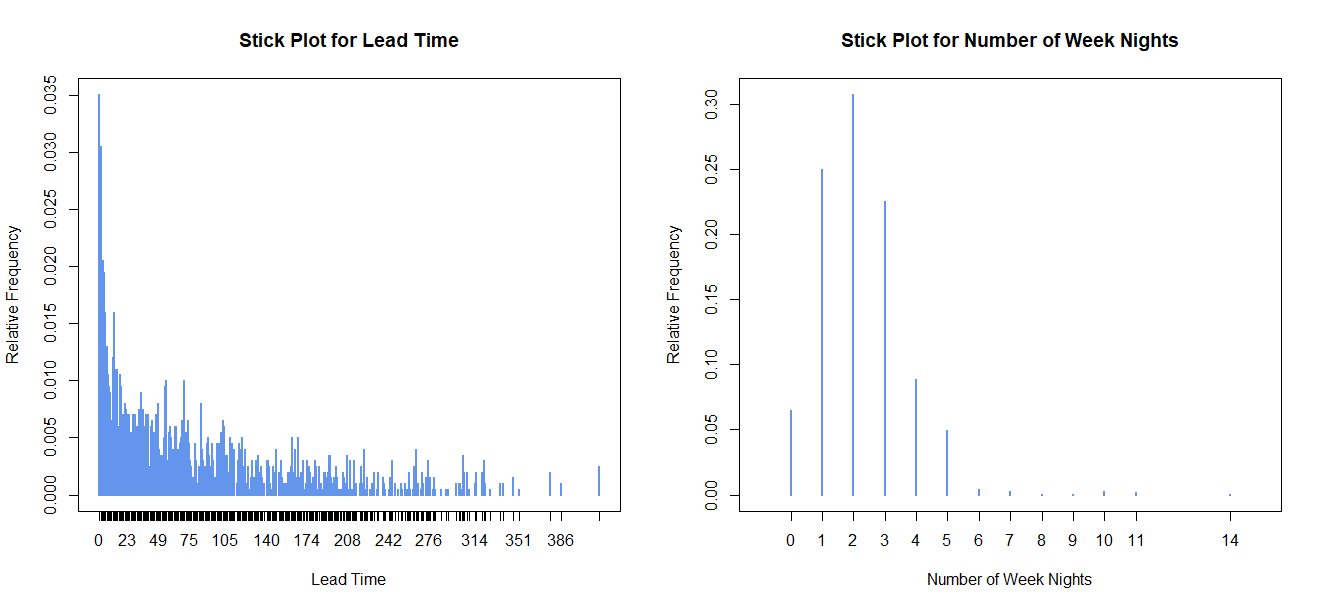 Stick Plot for Lead Time
Relative Frequency
0.035
0.030
0.025
0.020
0.015
0.010
0.005
0.000
0 23 49 75 105 140 174 208 242 276 314 351 386
Lead Time
Stick Plot for Number of Week Nights
Relative Frequency
0.30
0.25
0.20
0.15
0.10
0.05
0.00
0 1 2 3 4 5 6 7 8 9 10 11 14
Number of Week Nights